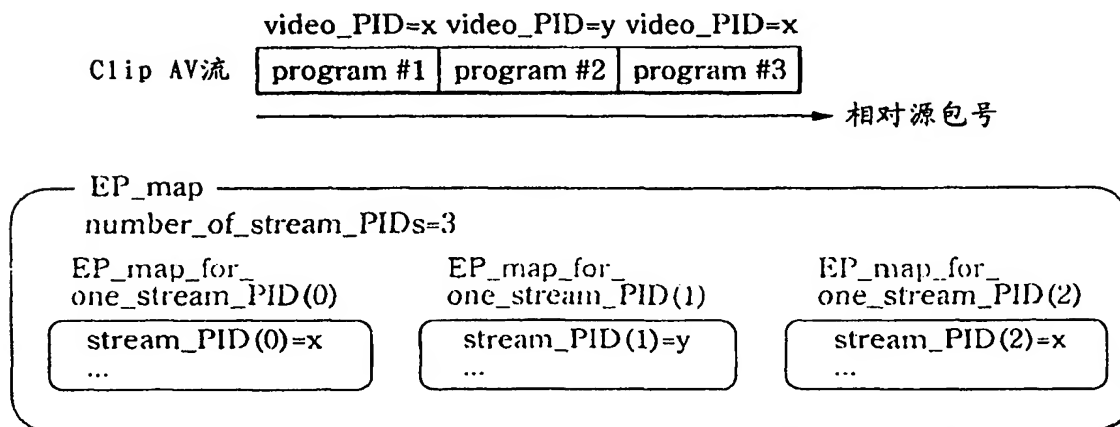 video_PID=x video_PID=y video_PID=x
Clip AV流 program #1 program #2 program #3
相对源包号
EP_map
number_of_stream_PIDs=3
EP_map_for_ EP_map_for_ EP_map_for_
one_stream_PID(0) one_stream_PID(1) one_stream_PID(2)
stream_PID(0)=x stream_PID(1)=y stream_PID(2)=x
... ... ...